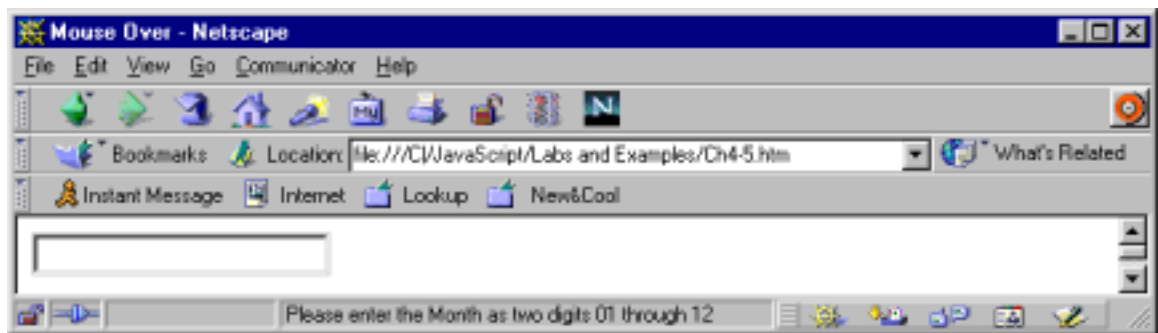 Mouse Over - Netscape
File Edit View Go Communicator Help
My N
Bookmarks Location: file:///C|/JavaScript/Labs and Examples/Ch4-5.htm What's Related
Instant Message Internet Lookup New&Cool
Please enter the Month as two digits 01 through 12